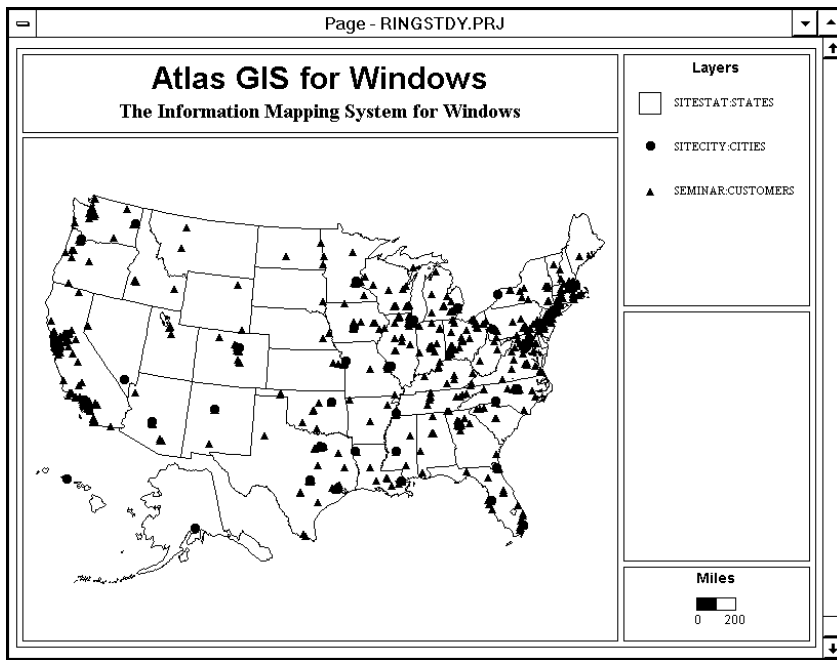 Page - RINGSTDY.PRJ
Atlas GIS for Windows
The Information Mapping System for Windows
Layers
SITESTAT:STATES
SITECITY:CITIES
SEMINAR:CUSTOMERS
Miles
0 200